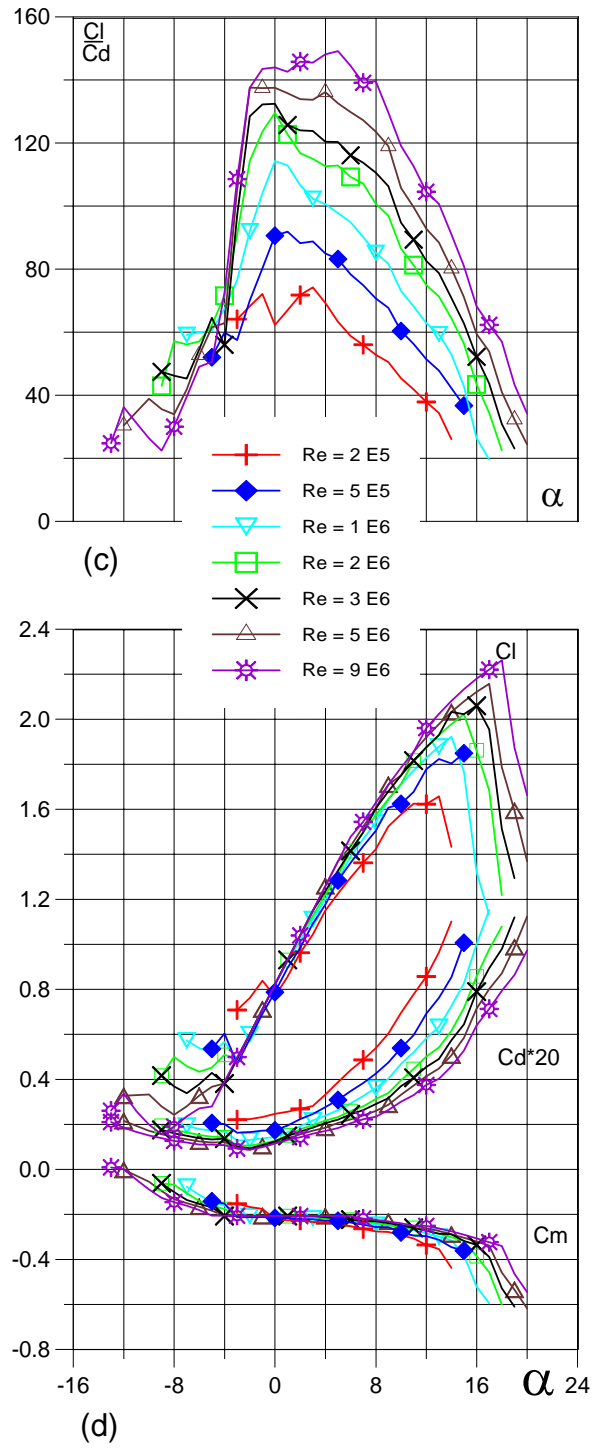 160
Cl
Cd
120
80
40
0
α
(c)
Re = 2 E5
Re = 5 E5
Re = 1 E6
Re = 2 E6
Re = 3 E6
Re = 5 E6
Re = 9 E6
2.4
Cl
2.0
1.6
1.2
0.8
Cd*20
0.4
0.0
Cm
-0.4
-0.8
-16 -8 0 8 16 24
α
(d)